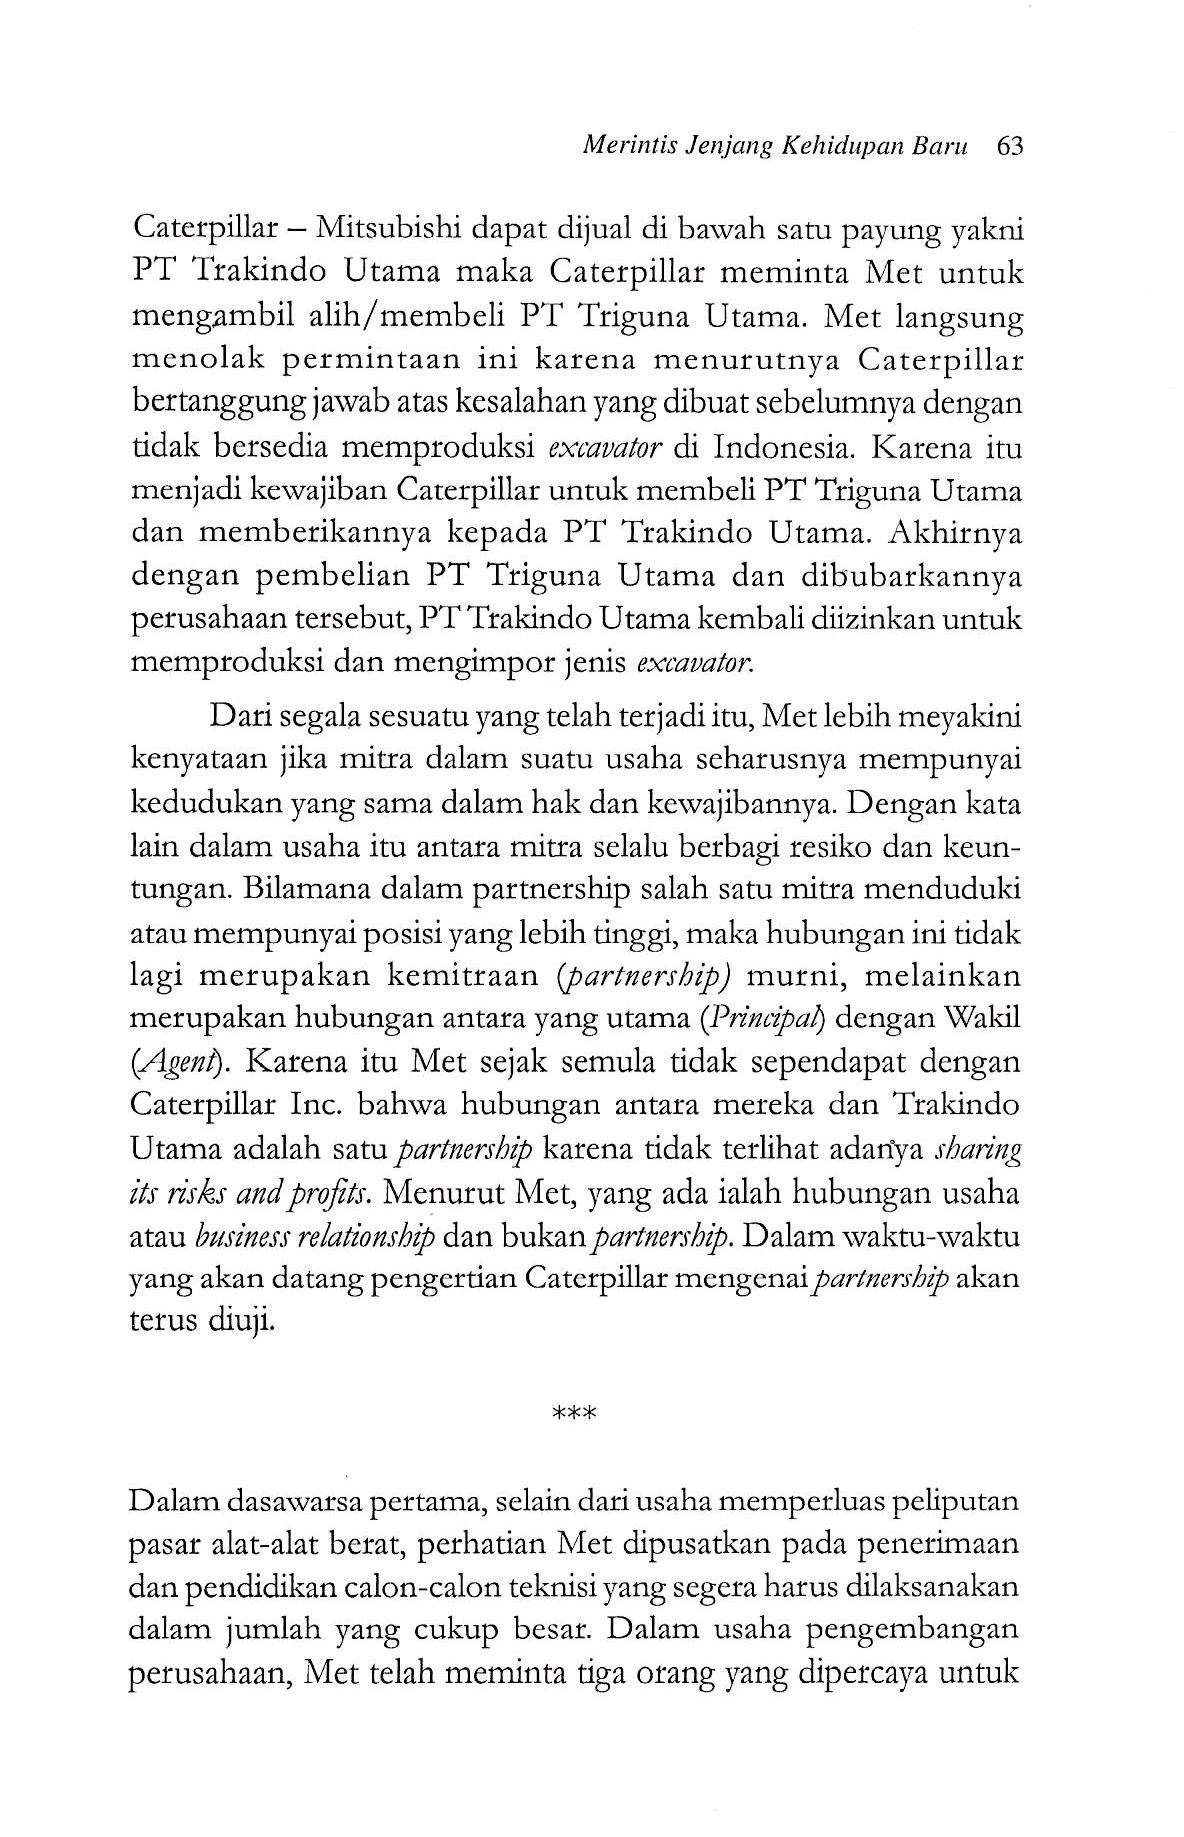 Merintis Jenjang Kehidupan Baru 63
Caterpillar – Mitsubishi dapat dijual di bawah satu payung yakni
PT Trakindo Utama maka Caterpillar meminta Met untuk
mengambil alih/membeli PT Triguna Utama. Met langsung
menolak permintaan ini karena menurutnya Caterpillar
bertanggung jawab atas kesalahan yang dibuat sebelumnya dengan
tidak bersedia memproduksi excavator di Indonesia. Karena itu
menjadi kewajiban Caterpillar untuk membeli PT Triguna Utama
dan memberikannya kepada PT Trakindo Utama. Akhirnya
dengan pembelian PT Triguna Utama dan dibubarkannya
perusahaan tersebut, PT Trakindo Utama kembali diizinkan untuk
memproduksi dan mengimpor jenis excavator.
Dari segala sesuatu yang telah terjadi itu, Met lebih meyakini
kenyataan jika mitra dalam suatu usaha seharusnya mempunyai
kedudukan yang sama dalam hak dan kewajibannya. Dengan kata
lain dalam usaha itu antara mitra selalu berbagi resiko dan keun-
tungan. Bilamana dalam partnership salah satu mitra menduduki
atau mempunyai posisi yang lebih tinggi, maka hubungan ini tidak
lagi merupakan kemitraan (partnership) murni, melainkan
merupakan hubungan antara yang utama (Principal) dengan Wakil
(Agent). Karena itu Met sejak semula tidak sependapat dengan
Caterpillar Inc. bahwa hubungan antara mereka dan Trakindo
Utama adalah satu partnership karena tidak terlihat adanya sharing
its risks and profits. Menurut Met, yang ada ialah hubungan usaha
atau business relationship dan bukan partnership. Dalam waktu-waktu
yang akan datang pengertian Caterpillar mengenai partnership akan
terus diuji.
***
Dalam dasawarsa pertama, selain dari usaha memperluas peliputan
pasar alat-alat berat, perhatian Met dipusatkan pada penerimaan
dan pendidikan calon-calon teknisi yang segera harus dilaksanakan
dalam jumlah yang cukup besar. Dalam usaha pengembangan
perusahaan, Met telah meminta tiga orang yang dipercaya untuk